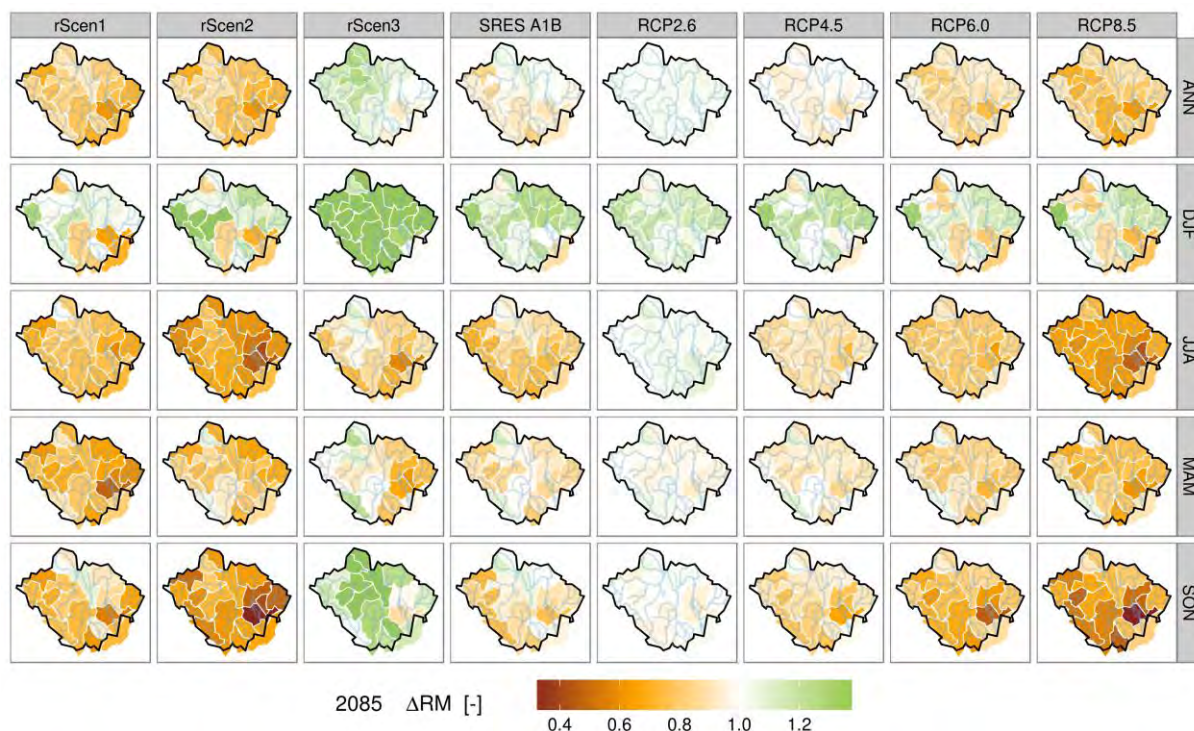 rScen1 rScen2 rScen3 SRES A1B RCP2.6 RCP4.5 RCP6.0 RCP8.5
ANN
DJF
JJA
MAM
SON
2085 ΔRM [-]
0.4 0.6 0.8 1.0 1.2